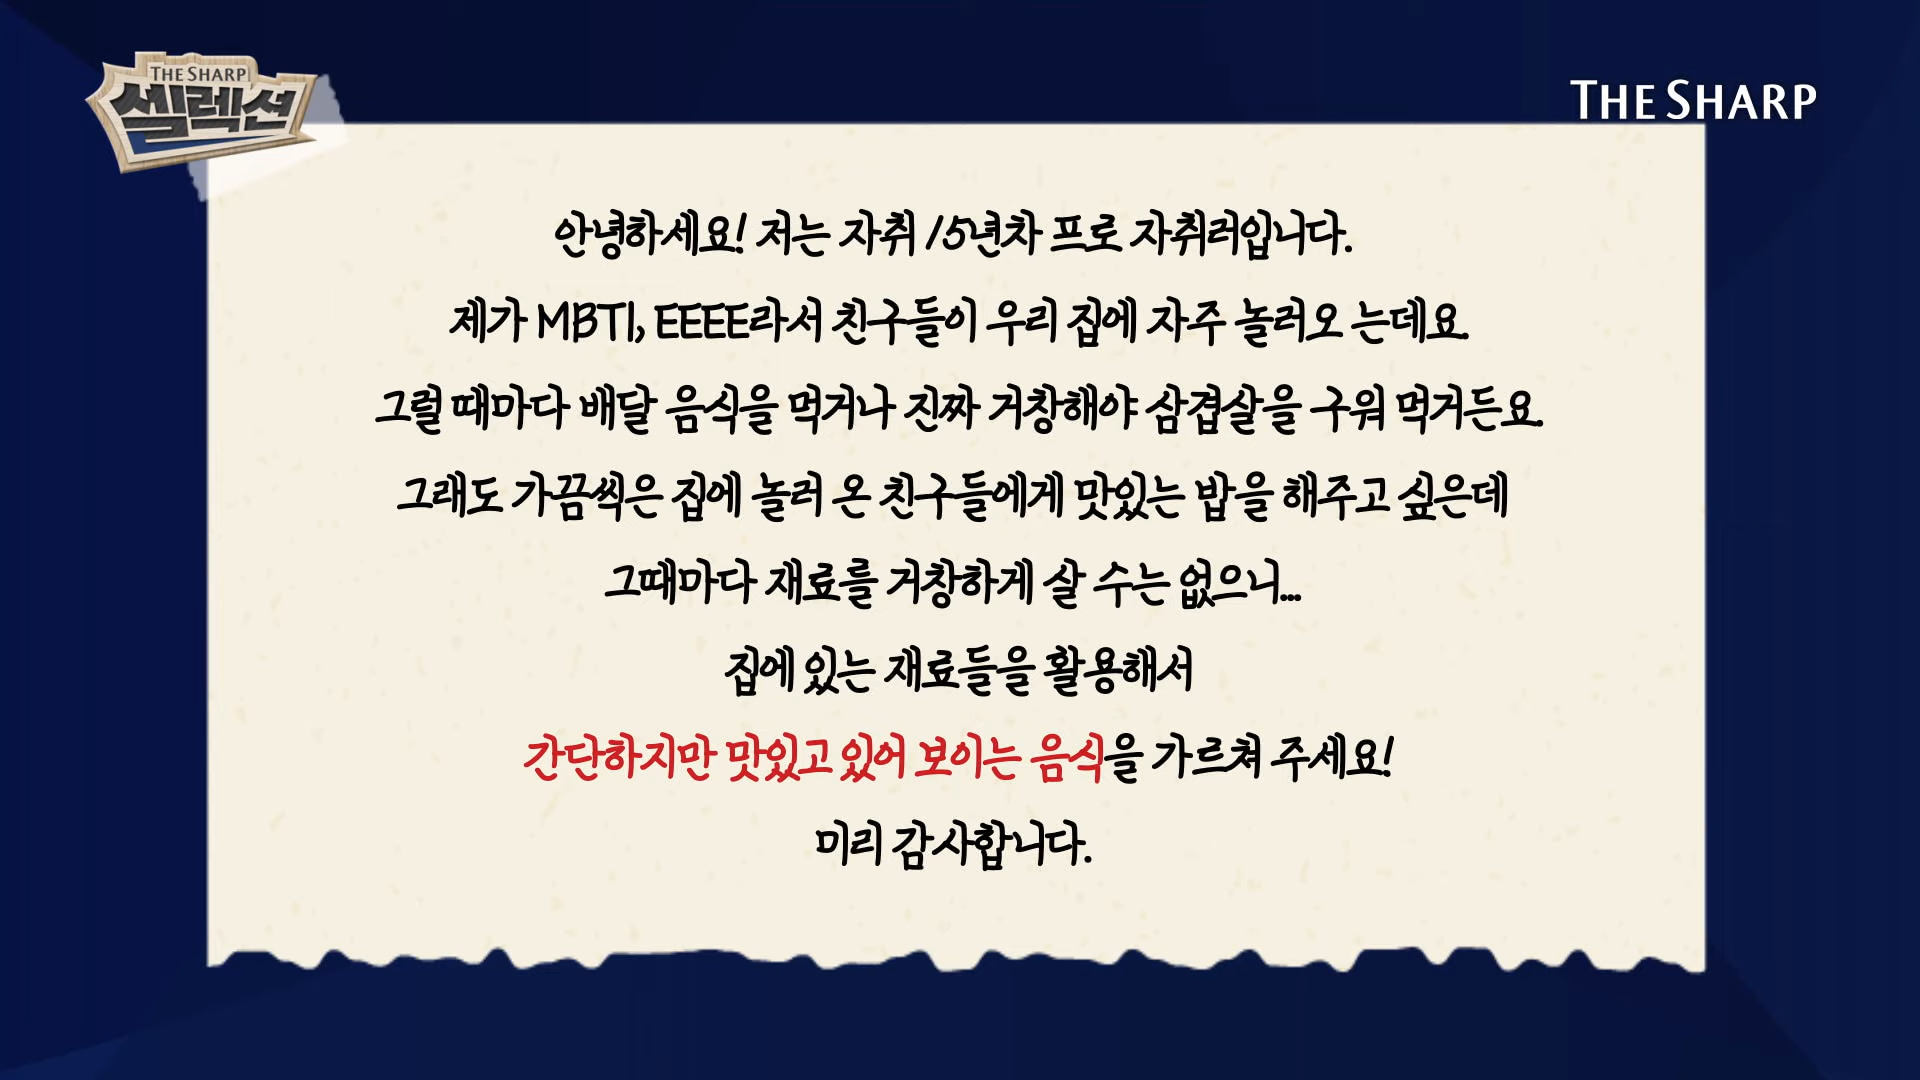 THE SHARP
셀렉션
THE SHARP
안녕하세요! 저는 자취 15년차 프로 자취러입니다.
제가 MBTI, EEEE라서 친구들이 우리 집에 자주 놀러오 는데요.
그럴 때마다 배달 음식을 먹거나 진짜 거창해야 삼겹살을 구워 먹거든요.
그래도 가끔씩은 집에 놀러 온 친구들에게 맛있는 밥을 해주고 싶은데
그때마다 재료를 거창하게 살 수는 없으니...
집에 있는 재료들을 활용해서
간단하지만 맛있고 있어 보이는 음식을 가르쳐 주세요!
미리 감사합니다.